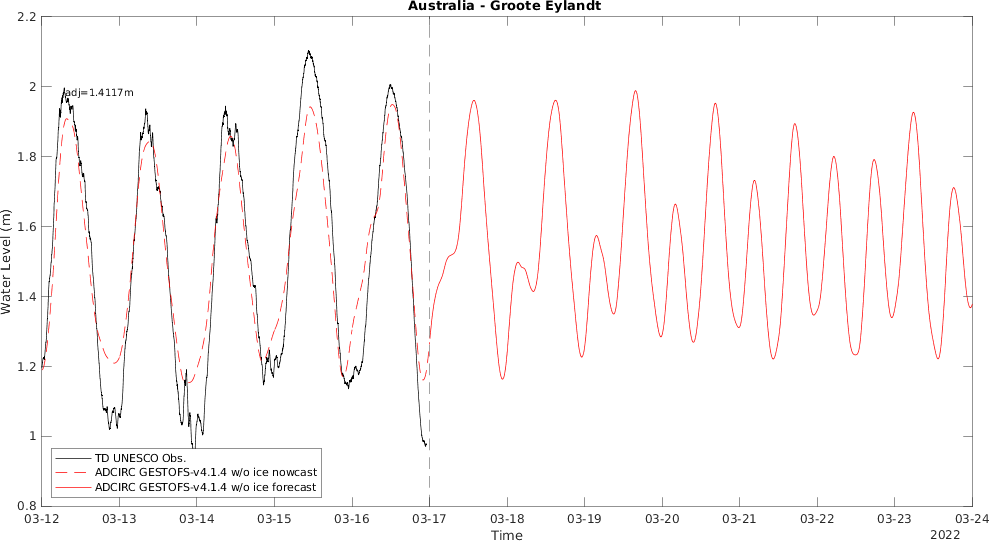 Australia - Groote Eylandt
2.2
2
1.8
1.6
1.4
1.2
1
0.8
Water Level (m)
adj=1.4117m
TD UNESCO Obs.
ADCIRC GESTOFS-v4.1.4 w/o ice nowcast
ADCIRC GESTOFS-v4.1.4 w/o ice forecast
03-12 03-13 03-14 03-15 03-16 03-17 03-18 03-19 03-20 03-21 03-22 03-23 03-24
Time
2022